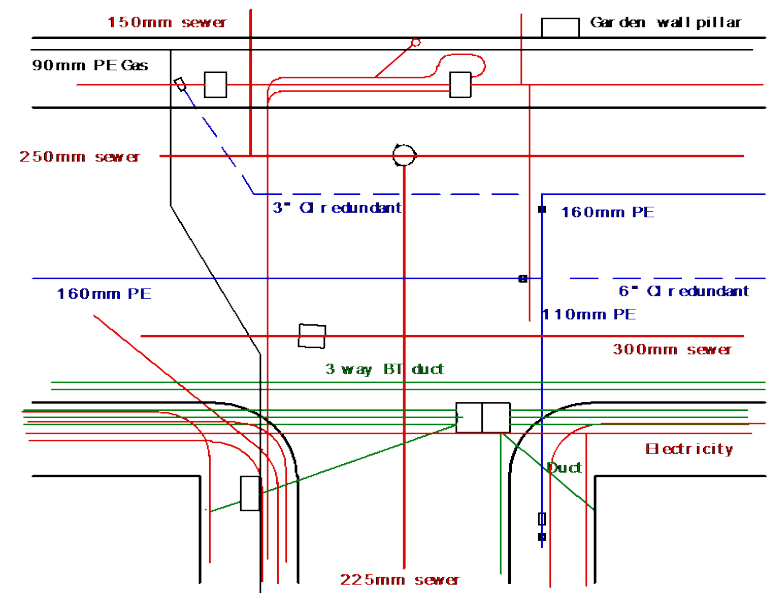 150mm sewer
Garden wall pillar
90mm PE Gas
250mm sewer
3" CI redundant
160mm PE
160mm PE
6" CI redundant
110mm PE
300mm sewer
3 way BT duct
Electricity
Duct
225mm sewer